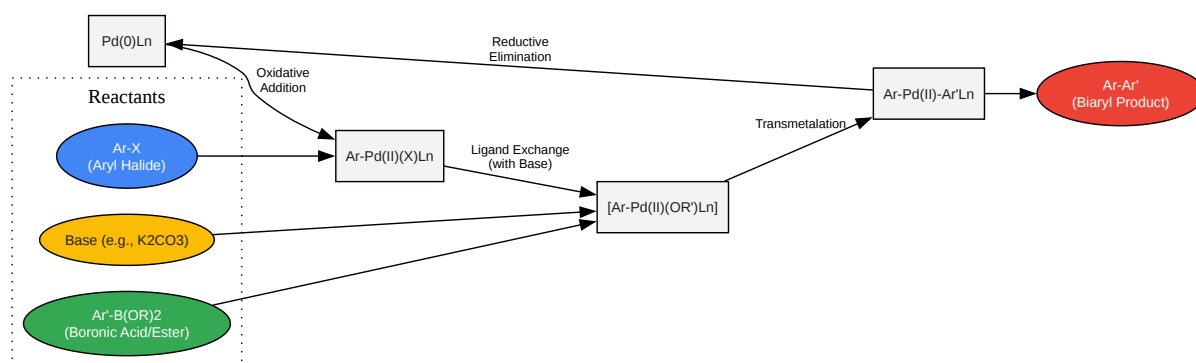 Pd(0)Ln
Reactants
Ar-X
(Aryl Halide)
Base (e.g., K2CO3)
Ar'-B(OR)2
(Boronic Acid/Ester)
Oxidative
Addition
Ar-Pd(II)(X)Ln
Ligand Exchange
(with Base)
Reductive
Elimination
[Ar-Pd(II)(OR')Ln]
Transmetalation
Ar-Pd(II)-Ar'Ln
Ar-Ar'
(Biaryl Product)